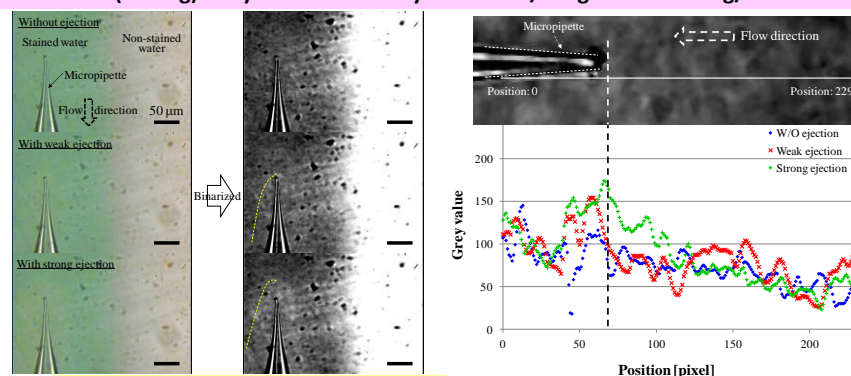 Without ejection
Stained water
Non-stained
water
Micropipette
Flow direction
50 μm
With weak ejection
Binarized
With strong ejection
Micropipette
Flow direction
Position: 0
Position: 229
W/O ejection
Weak ejection
Strong ejection
Grey value
200
150
100
50
0
0
50
100
150
200
Position [pixel]